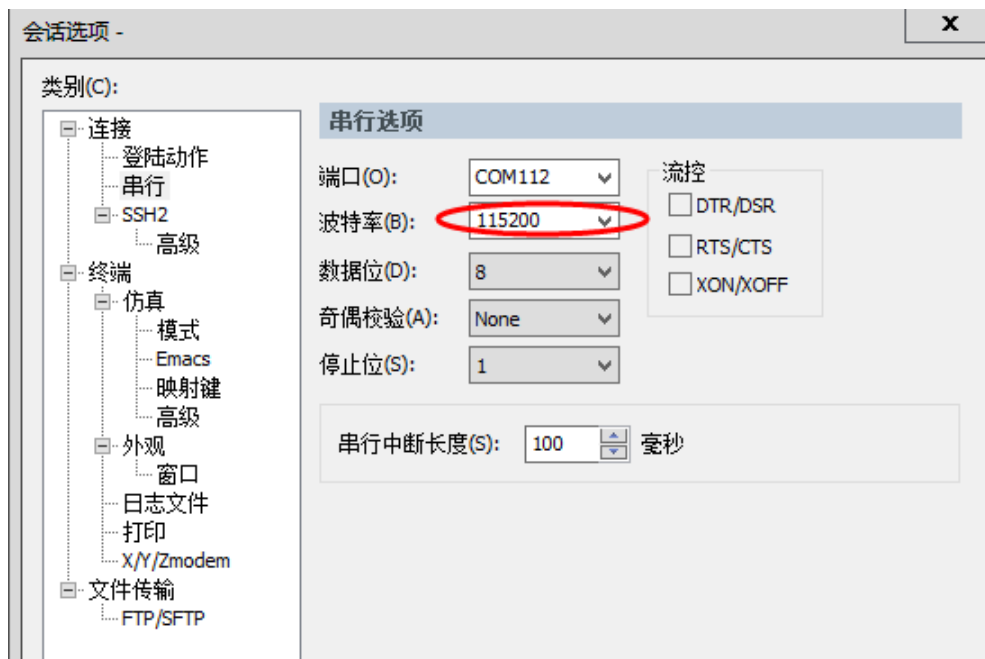 会话选项 -
x
类别(C):
连接
登陆动作
串行
SSH2
高级
终端
仿真
模式
Emacs
映射键
高级
外观
窗口
日志文件
打印
X/Y/Zmodem
文件传输
FTP/SFTP
串行选项
端口(O): COM112
波特率(B): 115200
数据位(D): 8
奇偶校验(A): None
停止位(S): 1
流控
DTR/DSR
RTS/CTS
XON/XOFF
串行中断长度(S): 100 毫秒